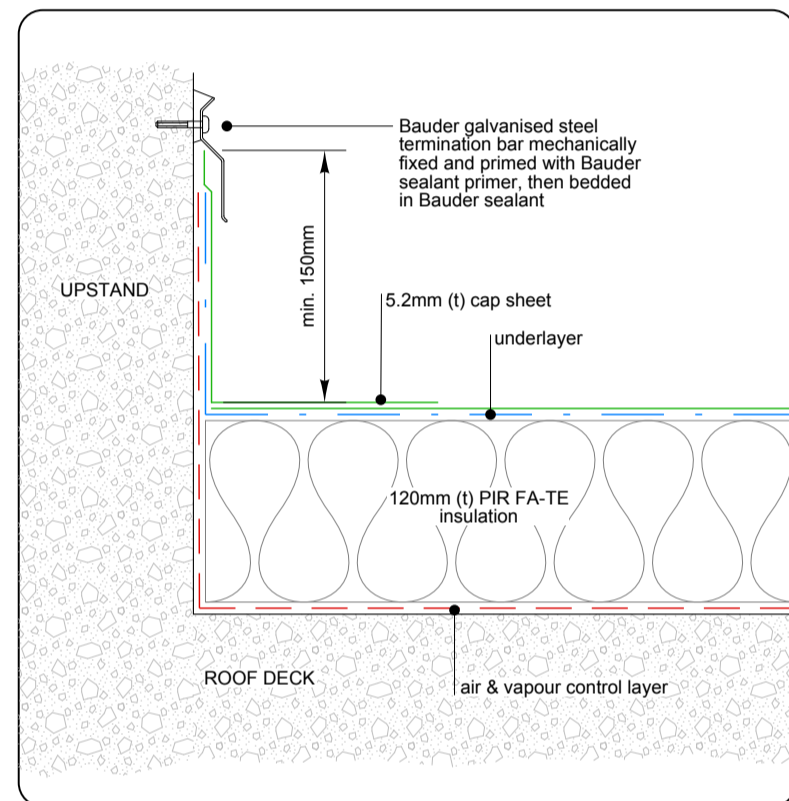 Bauder galvanised steel
termination bar mechanically
fixed and primed with Bauder
sealant primer, then bedded
in Bauder sealant
UPSTAND
min. 150mm
5.2mm (t) cap sheet
underlayer
120mm (t) PIR FA-TE
insulation
ROOF DECK
air & vapour control layer